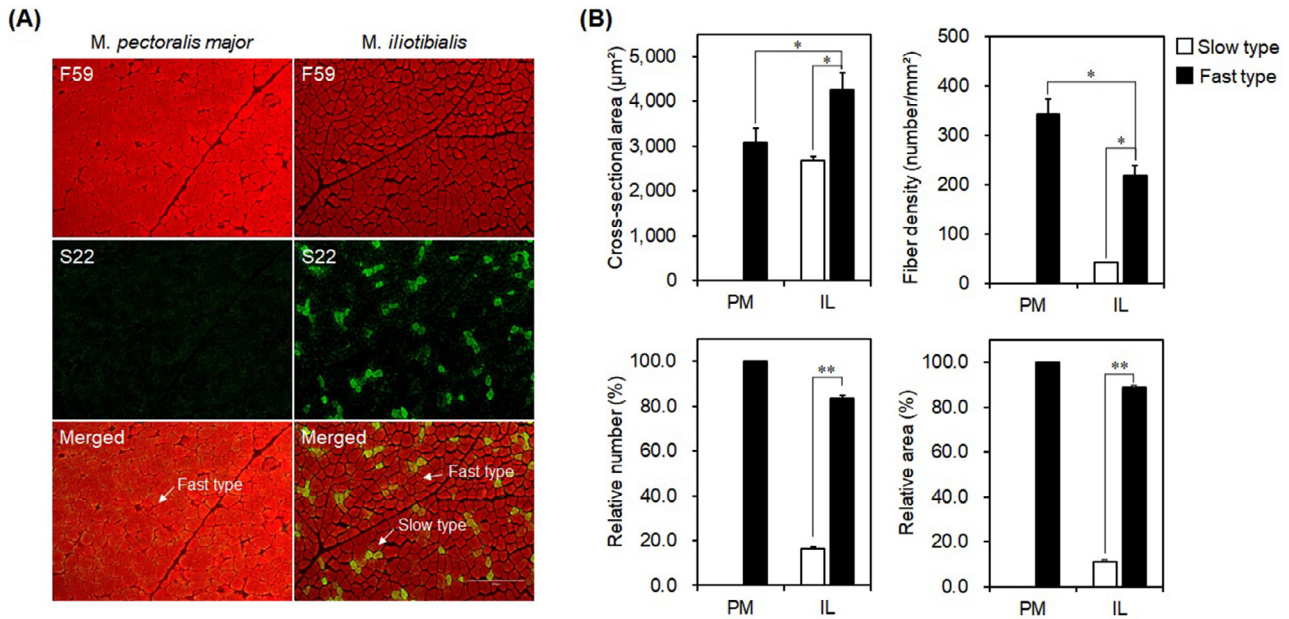 (A)
M. pectoralis major
M. iliotibialis
F59
F59
S22
S22
Merged
Fast type
Merged
Fast type
Slow type
(B)
Cross-sectional area (µm²)
5,000
4,000
3,000
2,000
1,000
0
*
*
PM
IL
Fiber density (number/mm²)
500
400
300
200
100
0
*
*
PM
IL
Slow type
Fast type
Relative number (%)
100.0
80.0
60.0
40.0
20.0
0.0
**
PM
IL
Relative area (%)
100.0
80.0
60.0
40.0
20.0
0.0
**
PM
IL